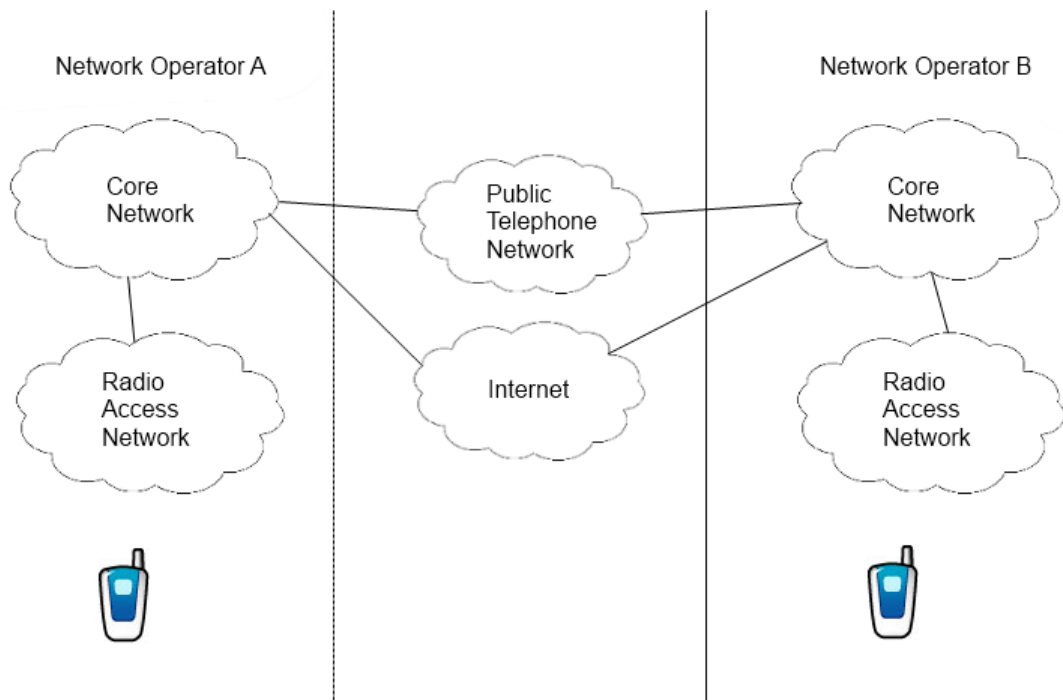 Network Operator A
Network Operator B
Core
Network
Public
Telephone
Network
Core
Network
Radio
Access
Network
Internet
Radio
Access
Network